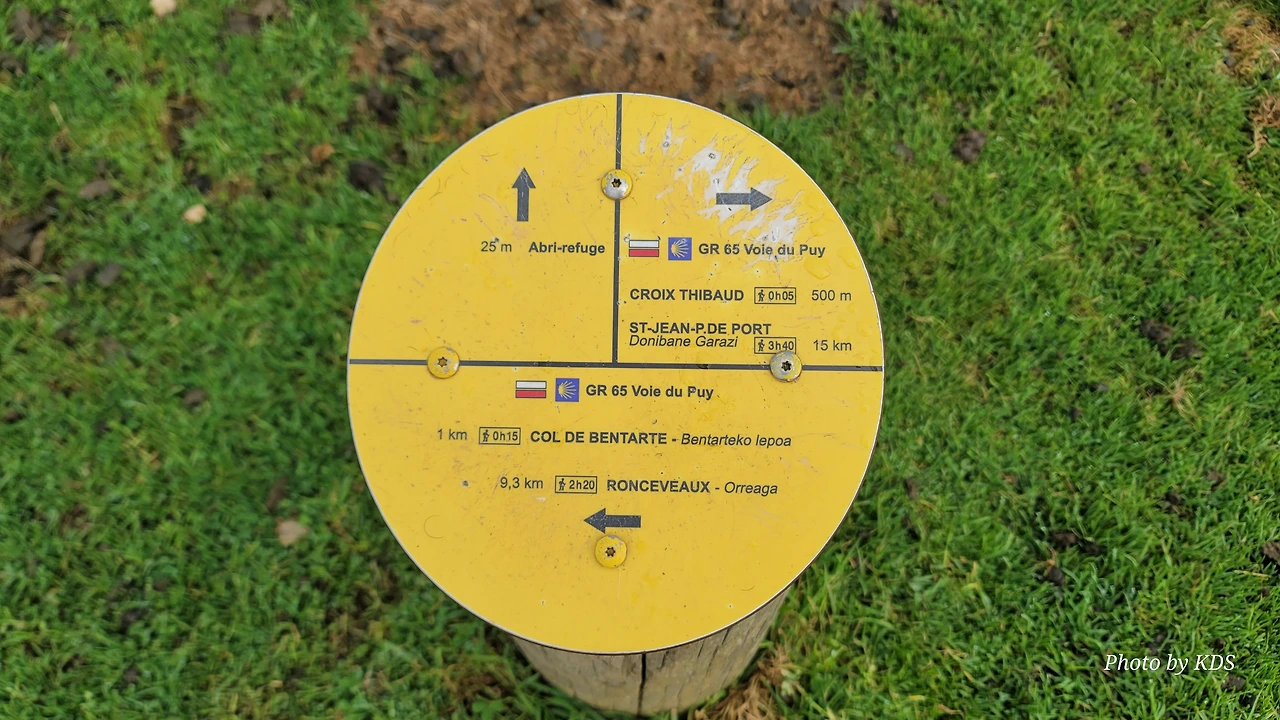 25 m Abri-refuge
GR 65 Voie du Puy
CROIX THIBAUD 0h05 500 m
ST-JEAN-P.DE PORT
Donibane Garazi 3h40 15 km
GR 65 Voie du Puy
1 km 0h15 COL DE BENTARTE - Bentarteko lepoa
9,3 km 2h20 RONCEVEAUX - Orreaga
Photo by KDS